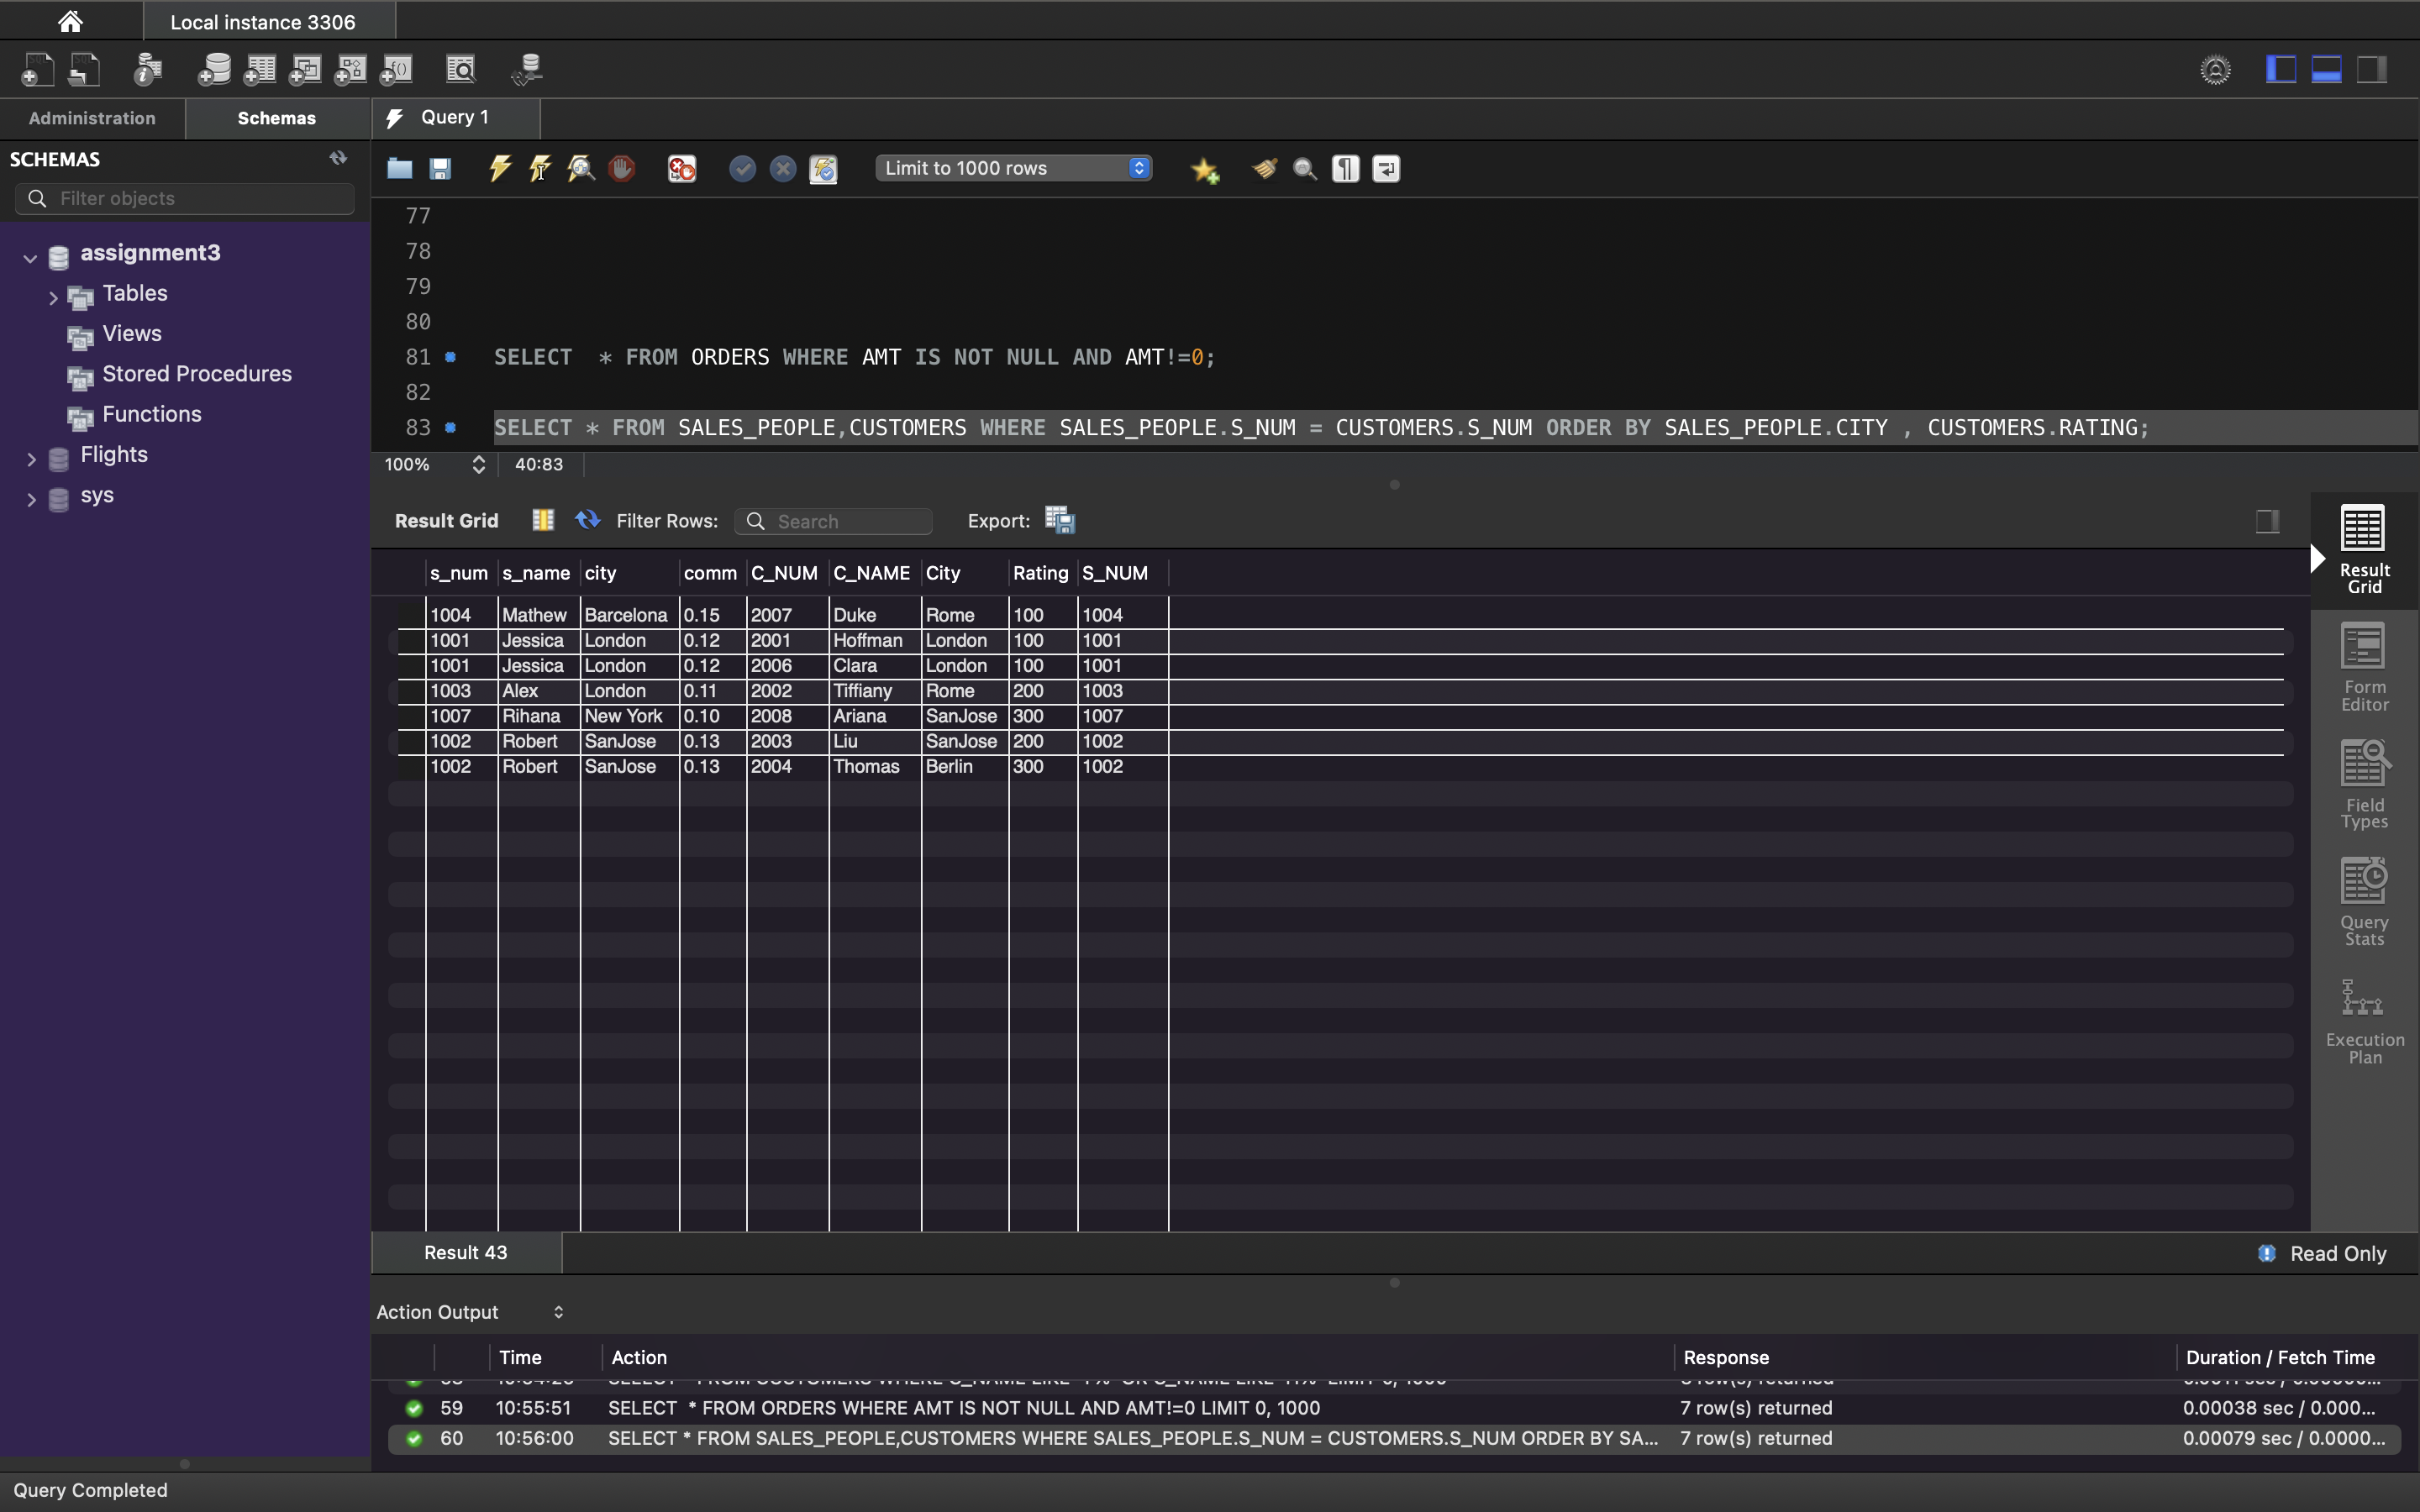 Local instance 3306
Administration
Schemas
Query 1
SCHEMAS
Filter objects
assignment3
Tables
Views
Stored Procedures
Functions
Flights
sys
Limit to 1000 rows
77
78
79
80
81 SELECT  * FROM ORDERS WHERE AMT IS NOT NULL AND AMT!=0;
82
83 SELECT * FROM SALES_PEOPLE,CUSTOMERS WHERE SALES_PEOPLE.S_NUM = CUSTOMERS.S_NUM ORDER BY SALES_PEOPLE.CITY , CUSTOMERS.RATING;
100% 40:83
Result Grid Filter Rows: Search Export:
s_num s_name city comm C_NUM C_NAME City Rating S_NUM
1004 Mathew Barcelona 0.15 2007 Duke Rome 100 1004
1001 Jessica London 0.12 2001 Hoffman London 100 1001
1001 Jessica London 0.12 2006 Clara London 100 1001
1003 Alex London 0.11 2002 Tiffiany Rome 200 1003
1007 Rihana New York 0.10 2008 Ariana SanJose 300 1007
1002 Robert SanJose 0.13 2003 Liu SanJose 200 1002
1002 Robert SanJose 0.13 2004 Thomas Berlin 300 1002
Result
Grid
Form
Editor
Field
Types
Query
Stats
Execution
Plan
Result 43
Read Only
Action Output
Time Action Response Duration / Fetch Time
59 10:55:51 SELECT  * FROM ORDERS WHERE AMT IS NOT NULL AND AMT!=0 LIMIT 0, 1000 7 row(s) returned 0.00038 sec / 0.000...
60 10:56:00 SELECT * FROM SALES_PEOPLE,CUSTOMERS WHERE SALES_PEOPLE.S_NUM = CUSTOMERS.S_NUM ORDER BY SA... 7 row(s) returned 0.00079 sec / 0.0000...
Query Completed